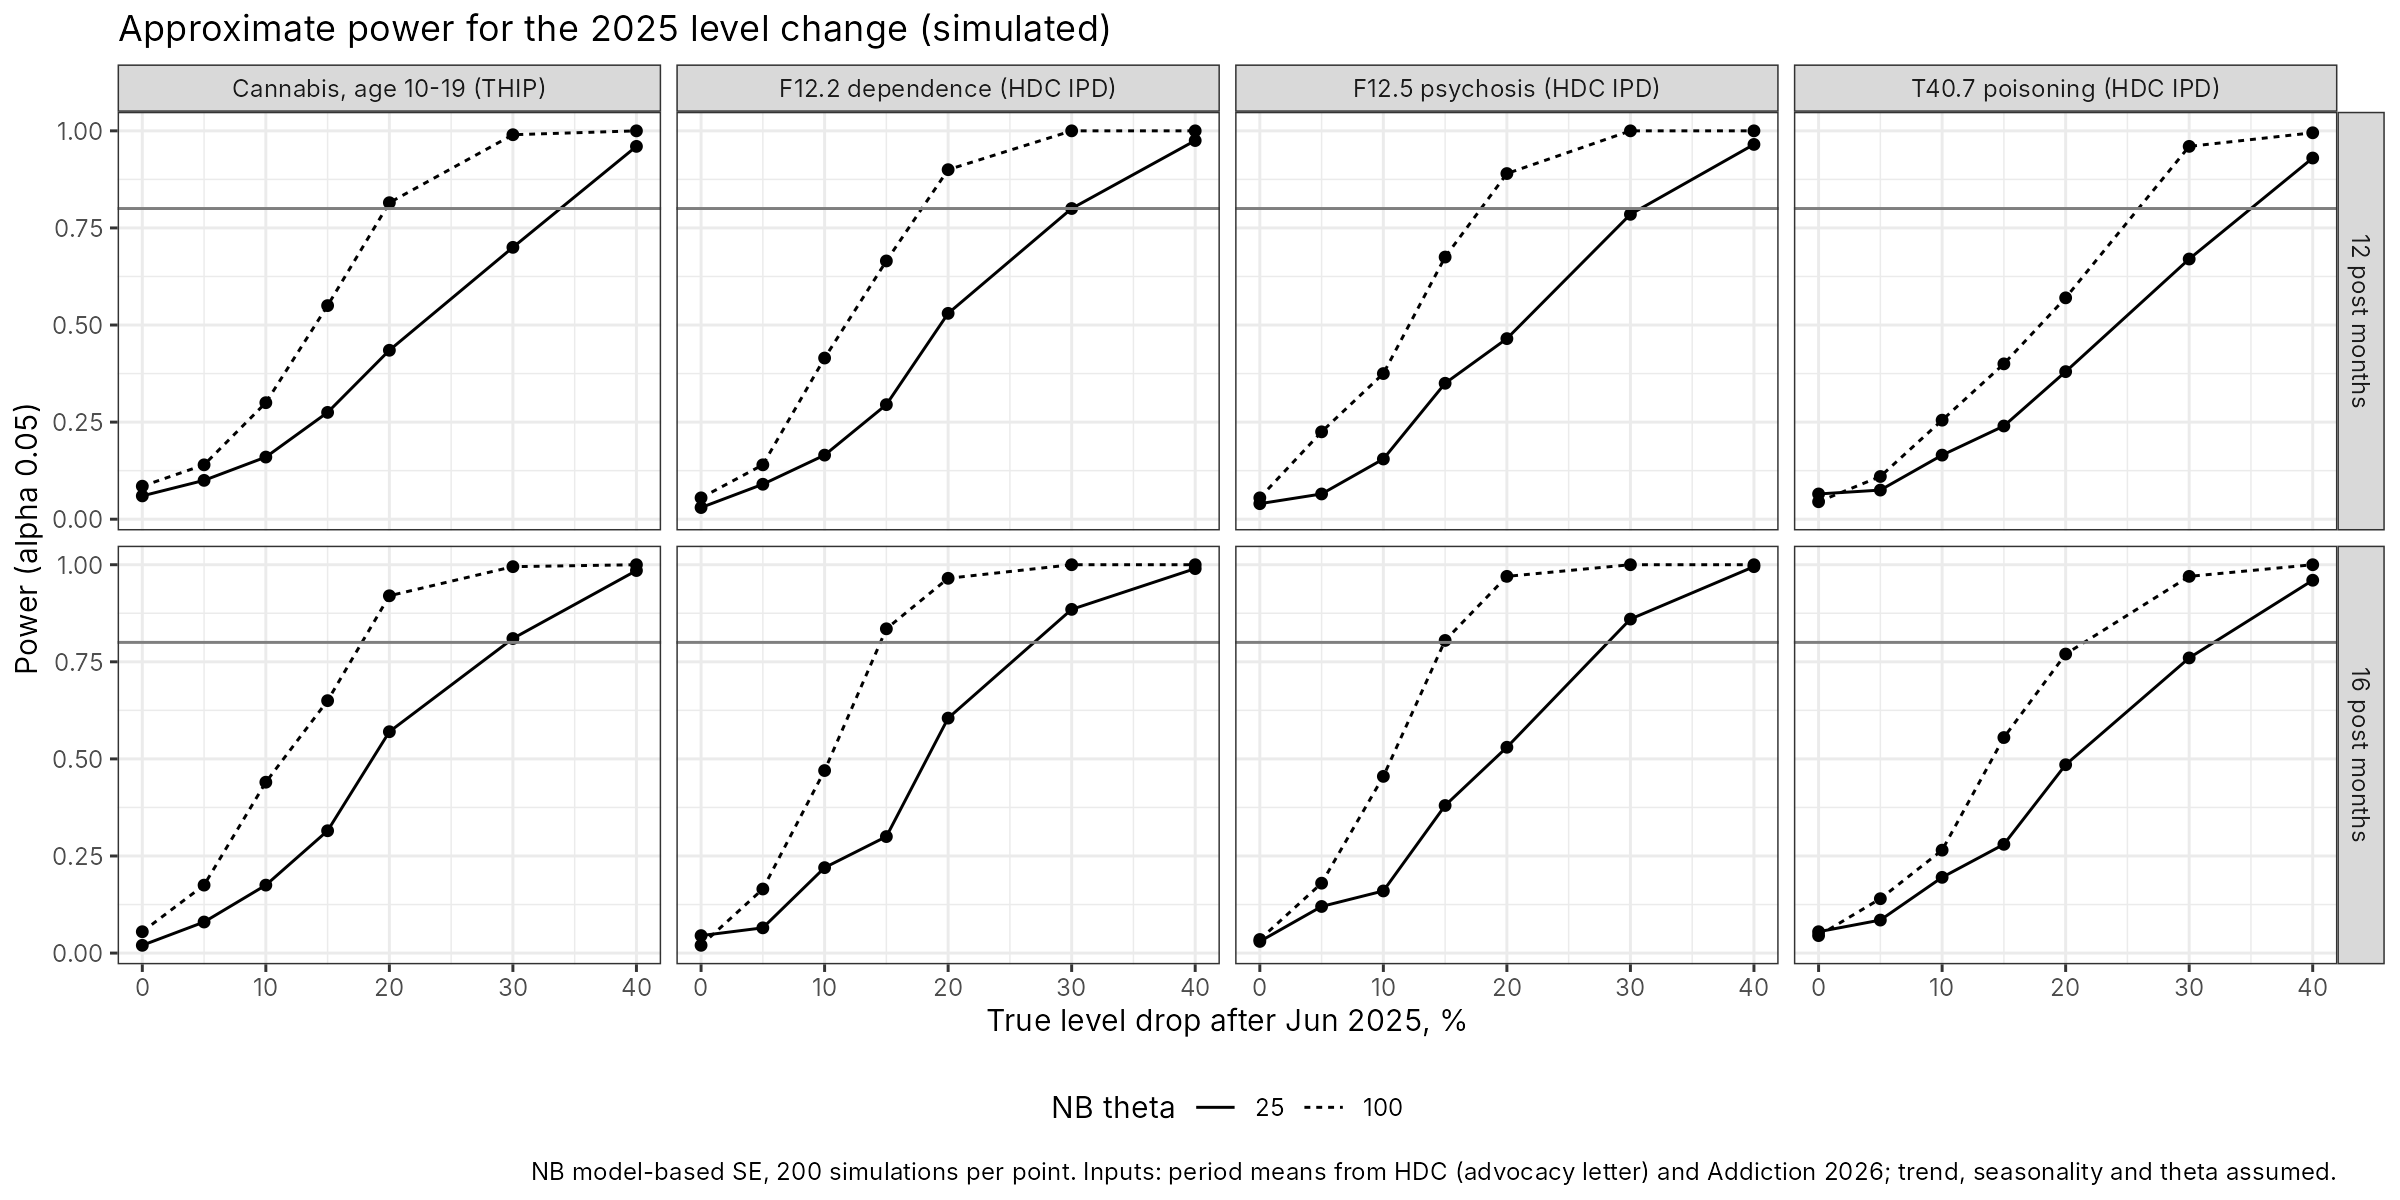 Approximate power for the 2025 level change (simulated)
Cannabis, age 10-19 (THIP)
F12.2 dependence (HDC IPD)
F12.5 psychosis (HDC IPD)
T40.7 poisoning (HDC IPD)
Power (alpha 0.05)
1.00
0.75
0.50
0.25
0.00
12 post months
1.00
0.75
0.50
0.25
0.00
16 post months
0 10 20 30 40
0 10 20 30 40
0 10 20 30 40
0 10 20 30 40
True level drop after Jun 2025, %
NB theta 25 100
NB model-based SE, 200 simulations per point. Inputs: period means from HDC (advocacy letter) and Addiction 2026; trend, seasonality and theta assumed.